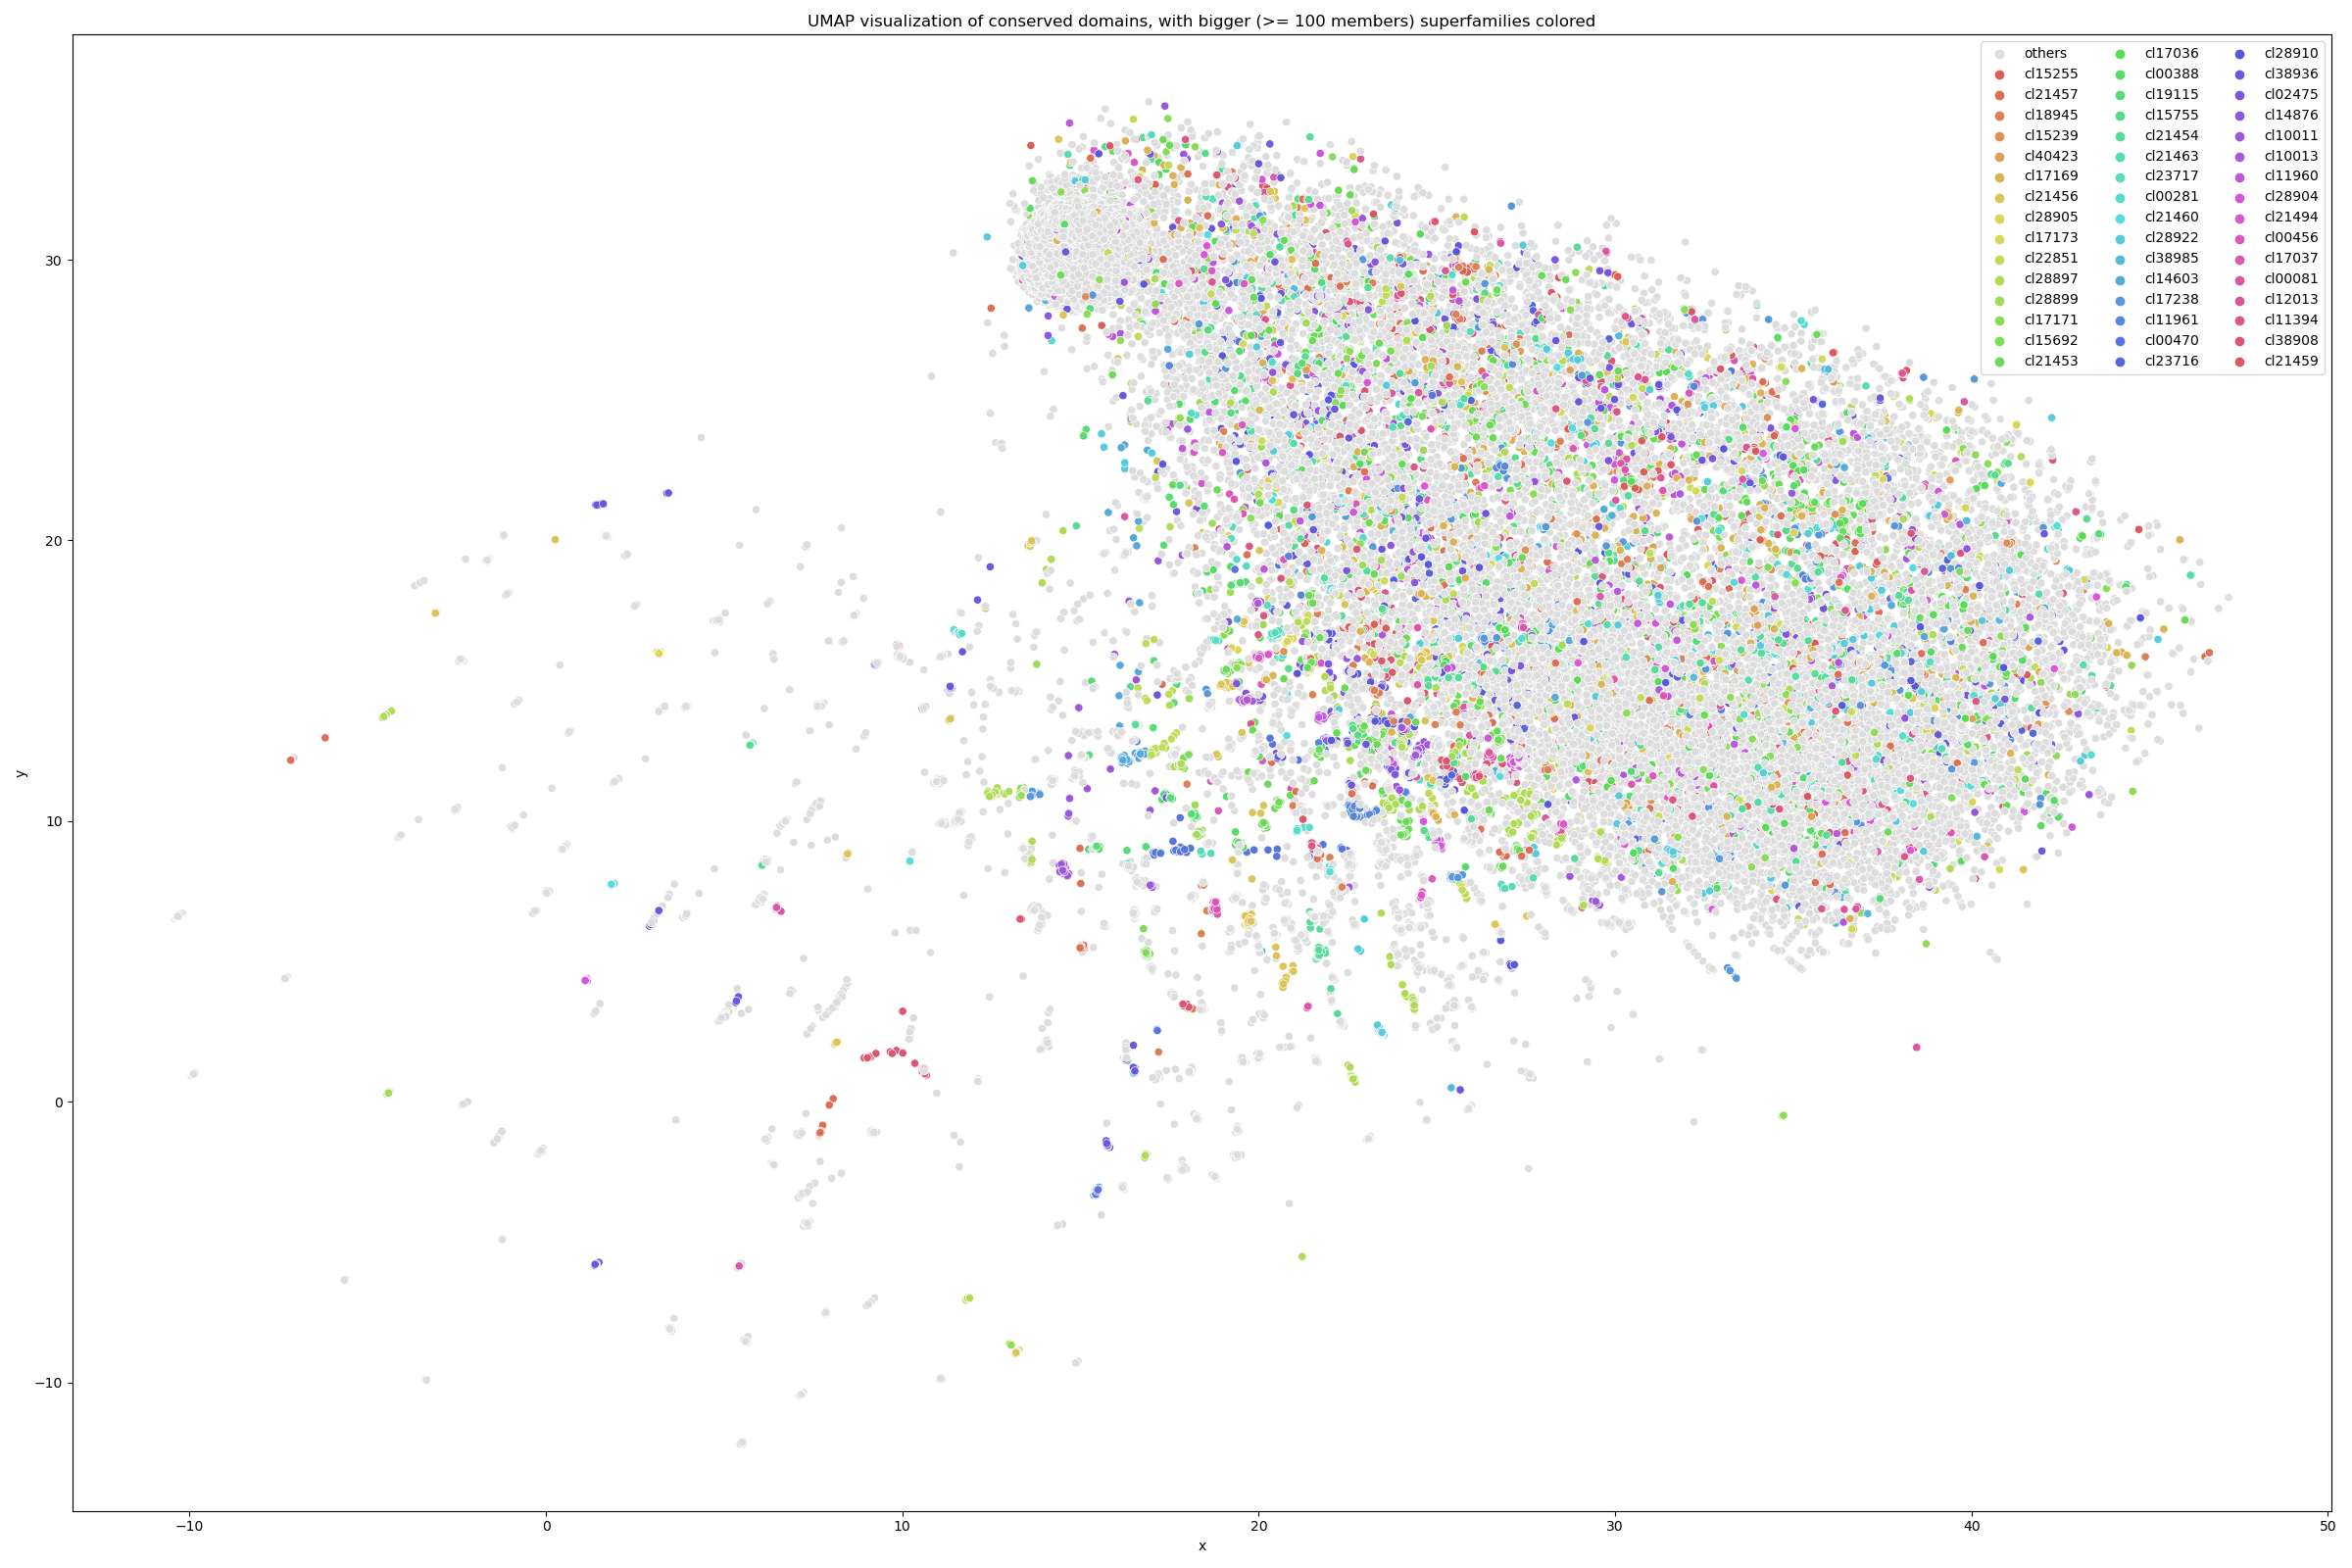 UMAP visualization of conserved domains, with bigger (>= 100 members) superfamilies colored
others
cl15255
cl21457
cl18945
cl15239
cl40423
cl17169
cl21456
cl28905
cl17173
cl22851
cl28897
cl28899
cl17171
cl15692
cl21453
cl17036
cl00388
cl19115
cl15755
cl21454
cl21463
cl23717
cl00281
cl21460
cl28922
cl38985
cl14603
cl17238
cl11961
cl00470
cl23716
cl28910
cl38936
cl02475
cl14876
cl10011
cl10013
cl11960
cl28904
cl21494
cl00456
cl17037
cl00081
cl12013
cl11394
cl38908
cl21459
30
20
10
0
−10
y
−10
0
10
20
30
40
50
x